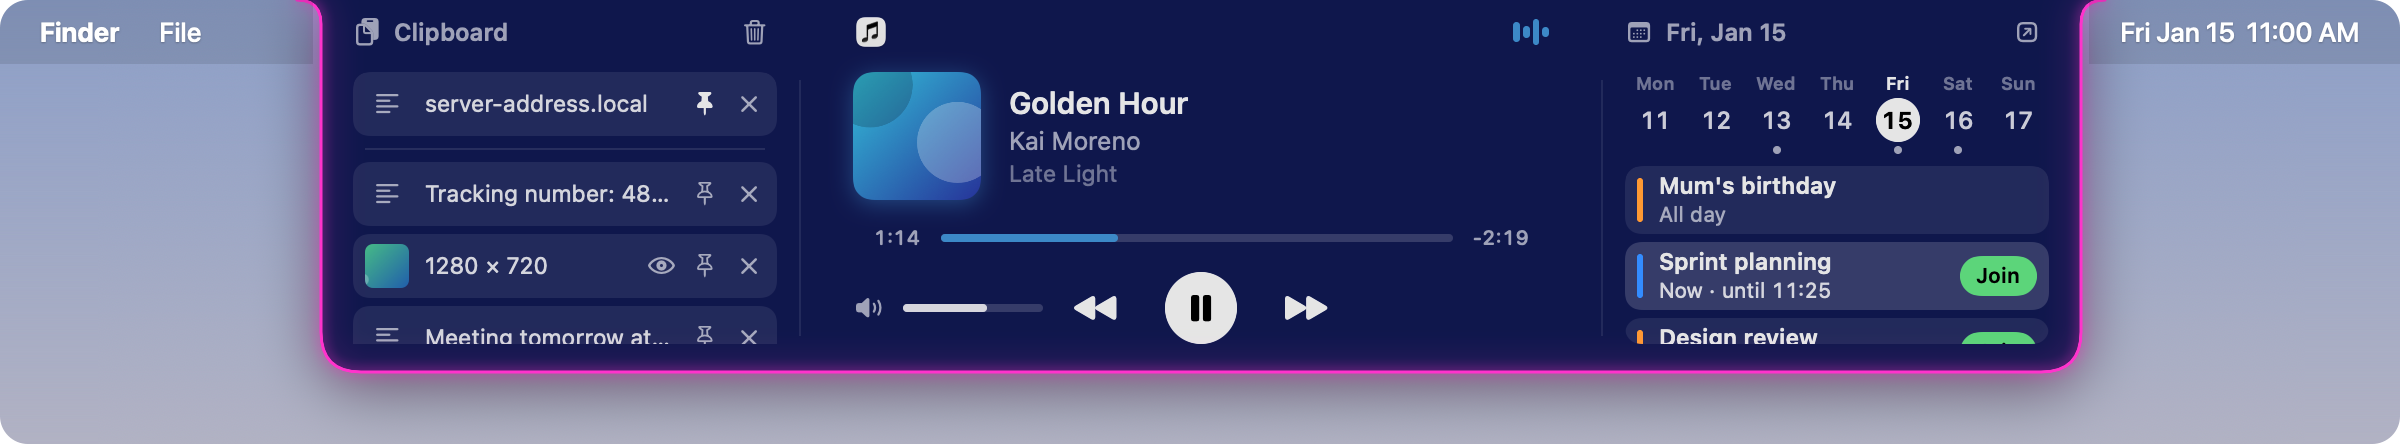 Finder File
Fri Jan 15 11:00 AM
Clipboard
server-address.local
Tracking number: 48...
1280 × 720
Meeting tomorrow at...
Golden Hour
Kai Moreno
Late Light
1:14
-2:19
Fri, Jan 15
Mon Tue Wed Thu Fri Sat Sun
11 12 13 14 15 16 17
Mum's birthday
All day
Sprint planning
Now · until 11:25
Join
Design review